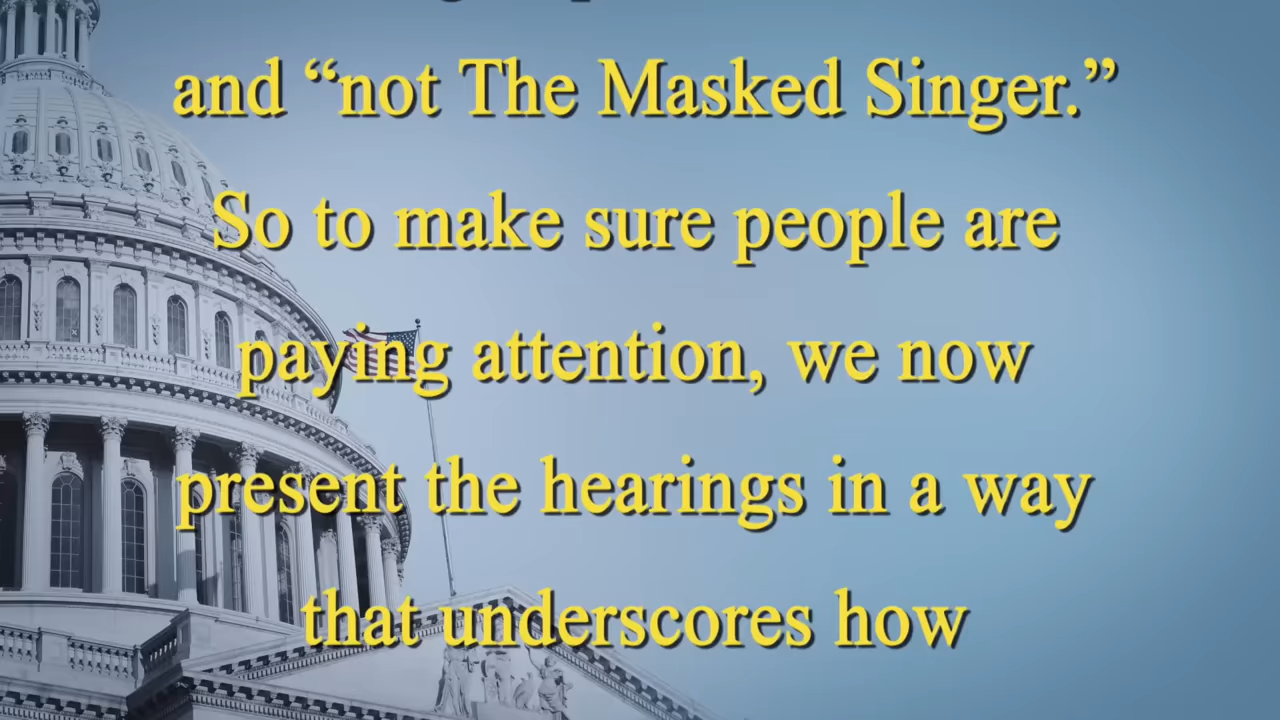 and “not The Masked Singer.”
So to make sure people are
paying attention, we now
present the hearings in a way
that underscores how